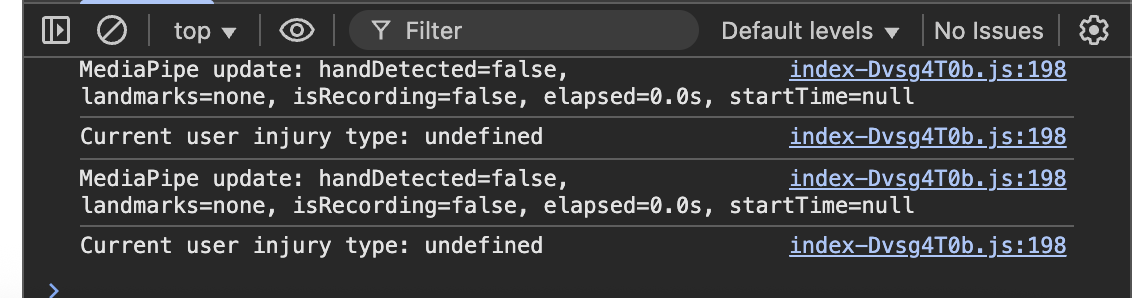 top ▼ Filter Default levels ▼ No Issues
MediaPipe update: handDetected=false, index-Dvsg4T0b.js:198
landmarks=none, isRecording=false, elapsed=0.0s, startTime=null
Current user injury type: undefined index-Dvsg4T0b.js:198
MediaPipe update: handDetected=false, index-Dvsg4T0b.js:198
landmarks=none, isRecording=false, elapsed=0.0s, startTime=null
Current user injury type: undefined index-Dvsg4T0b.js:198